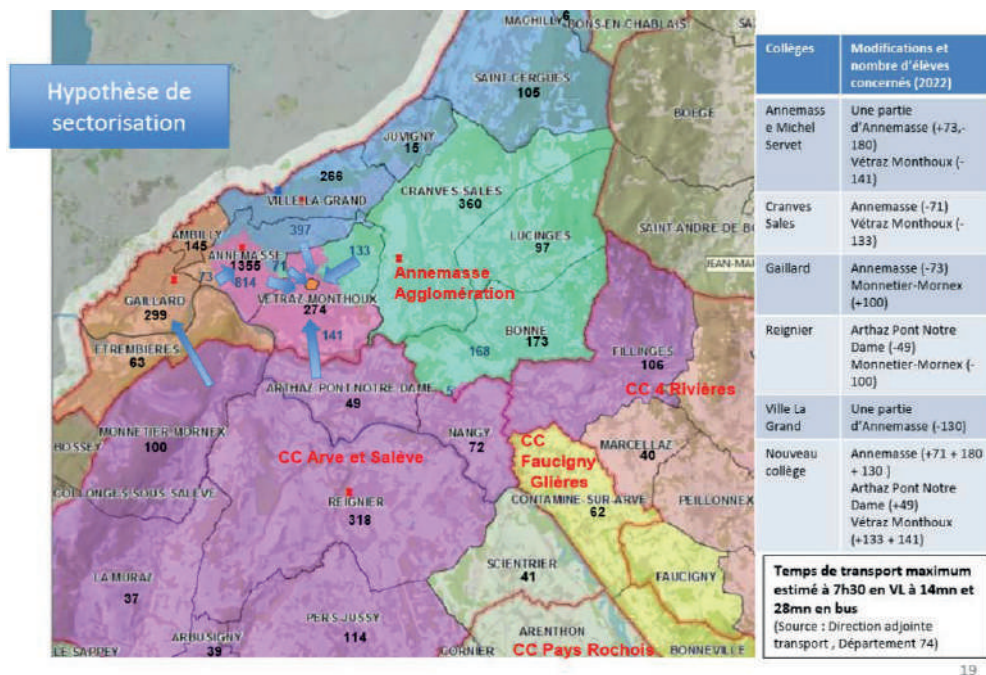 Hypothèse de
sectorisation
MACHILLY
6
BONS-EN-CHABLAIS
SAINT-CERGUES
105
BOEGE
JUVIGNY
15
266
VILLE-LA-GRAND
CRANVES-SALES
360
LUCINGES
97
SAINT-ANDRE-DE-BO
JEAN-MAR
AMBILLY
145
397
ANNEMASSE
1355
133
73
71
614
Annemasse
Agglomération
GAILLARD
299
VETRAZ-MONTHOUX
274
ETREMBIERES
63
141
BONNE
173
168
FILLINGES
106
5
ARTHAZ-PONT-NOTRE-DAME
49
CC 4 Rivières
BOSSEY
MONNETIER-MORNEX
100
NANGY
72
CC Arve et Salève
CC
Faucigny
Glières
MARCELLAZ
40
COLLONGES-SOUS-SALEVE
REIGNIER
318
CONTAMINE-SUR-ARVE
62
PEILLONNEX
SCIENTRIER
41
FAUCIGNY
LA MURAZ
37
PERS-JUSSY
114
ARBUSIGNY
39
ARENTHON
LE-SAPPEY
CORNIER
CC Pays Rochois
BONNEVILLE
Collèges
Modifications et
nombre d'élèves
concernés (2022)
Annemass
e Michel
Servet
Une partie
d'Annemasse (+73,-
180)
Vétraz Monthoux (-
141)
Cranves
Sales
Annemasse (-71)
Vétraz Monthoux (-
133)
Gaillard
Annemasse (-73)
Monnetier-Mornex
(+100)
Reignier
Arthaz Pont Notre
Dame (-49)
Monnetier-Mornex (-
100)
Ville La
Grand
Une partie
d'Annemasse (-130)
Nouveau
collège
Annemasse (+71 + 180
+ 130 )
Arthaz Pont Notre
Dame (+49)
Vétraz Monthoux
(+133 + 141)
Temps de transport maximum
estimé à 7h30 en VL à 14mn et
28mn en bus
(Source : Direction adjointe
transport , Département 74)
19